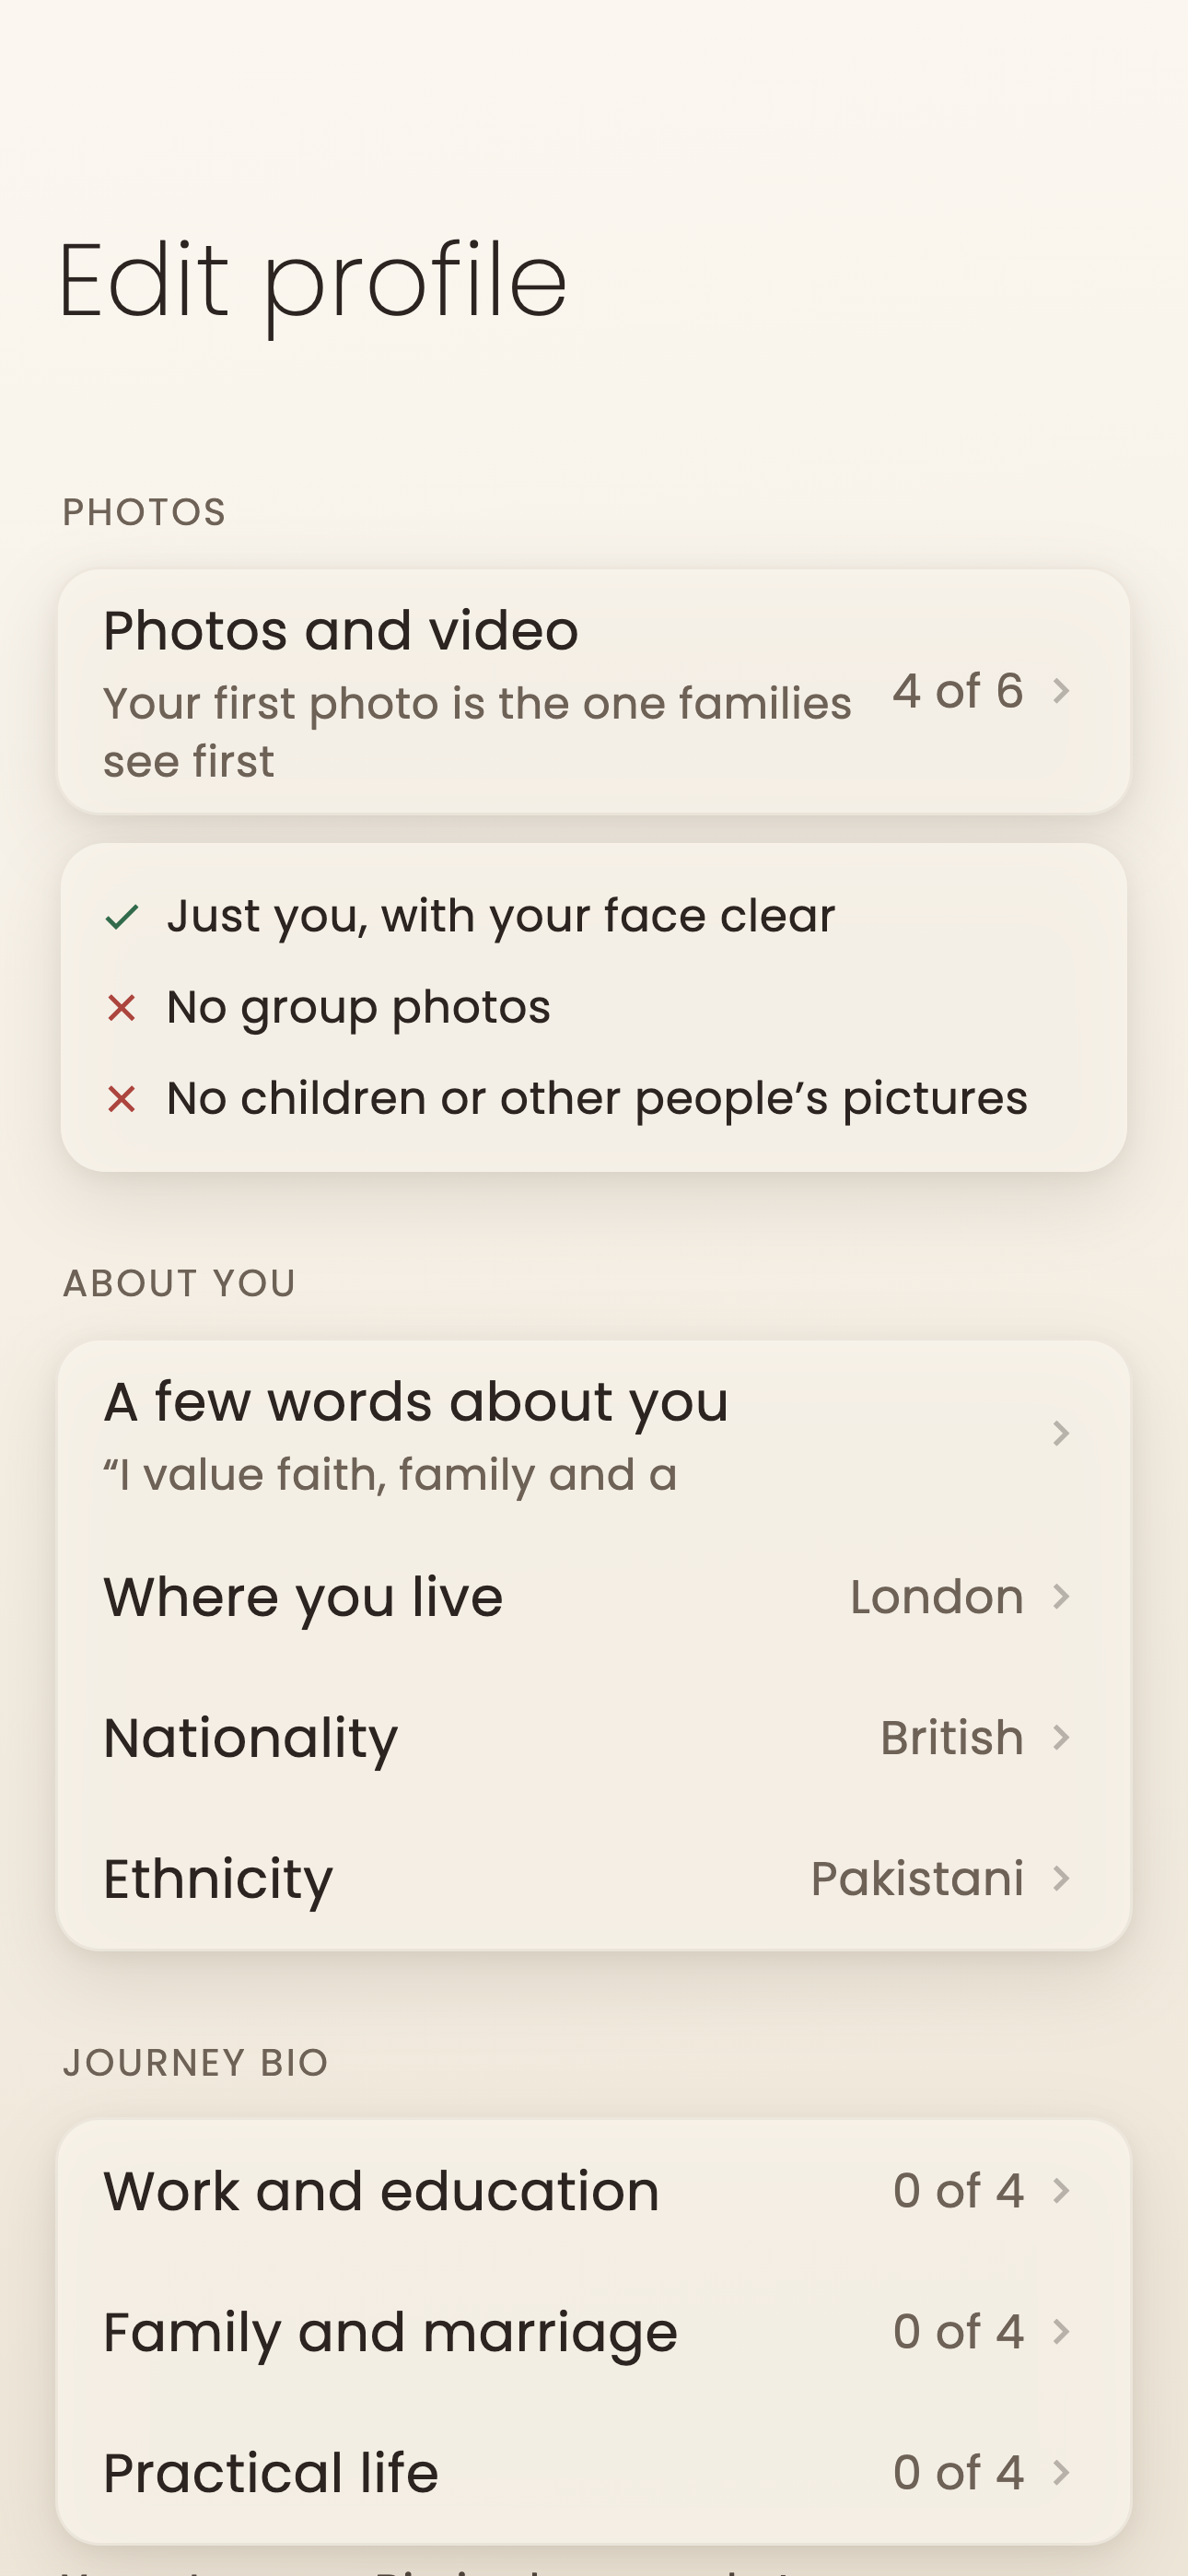 Edit profile
PHOTOS
Photos and video
Your first photo is the one families
see first
4 of 6
Just you, with your face clear
No group photos
No children or other people’s pictures
ABOUT YOU
A few words about you
“I value faith, family and a
Where you live
London
Nationality
British
Ethnicity
Pakistani
JOURNEY BIO
Work and education
0 of 4
Family and marriage
0 of 4
Practical life
0 of 4